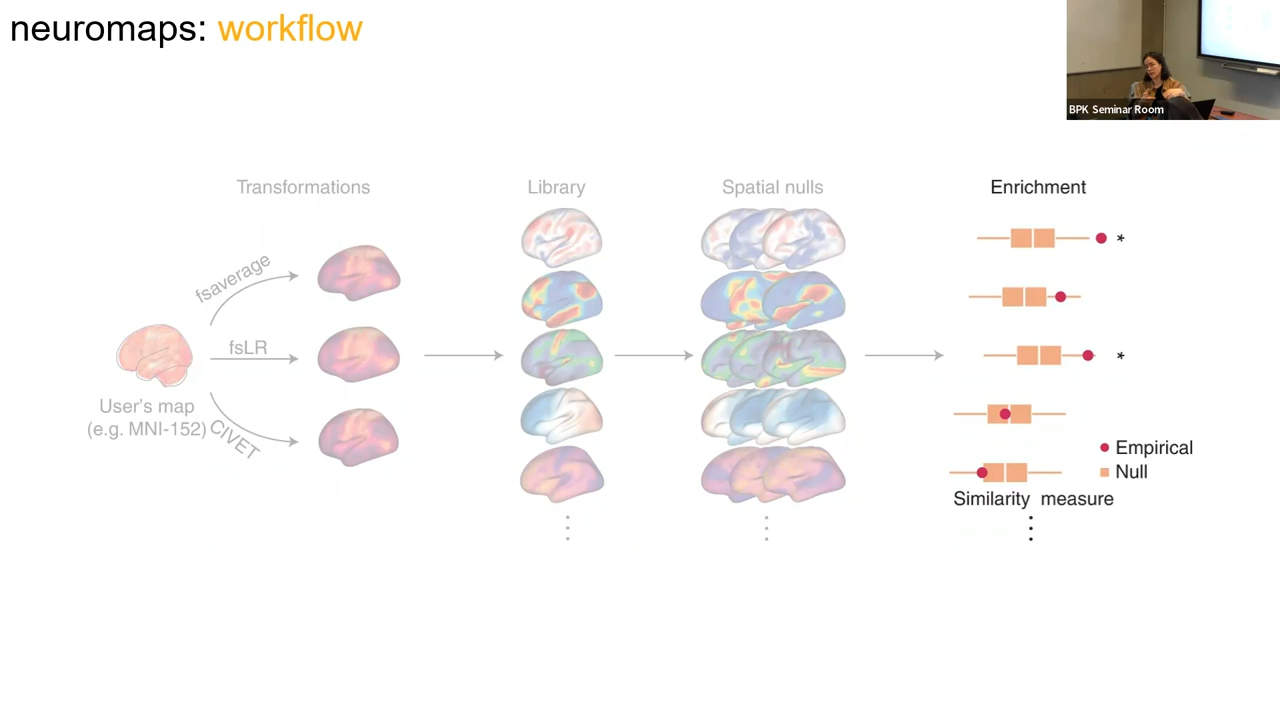 neuromaps: workflow
BPK Seminar Room
Transformations
Library
Spatial nulls
Enrichment
*
fsaverage
fsLR
*
User's map
(e.g. MNI-152)
CIVET
Empirical
Null
Similarity measure